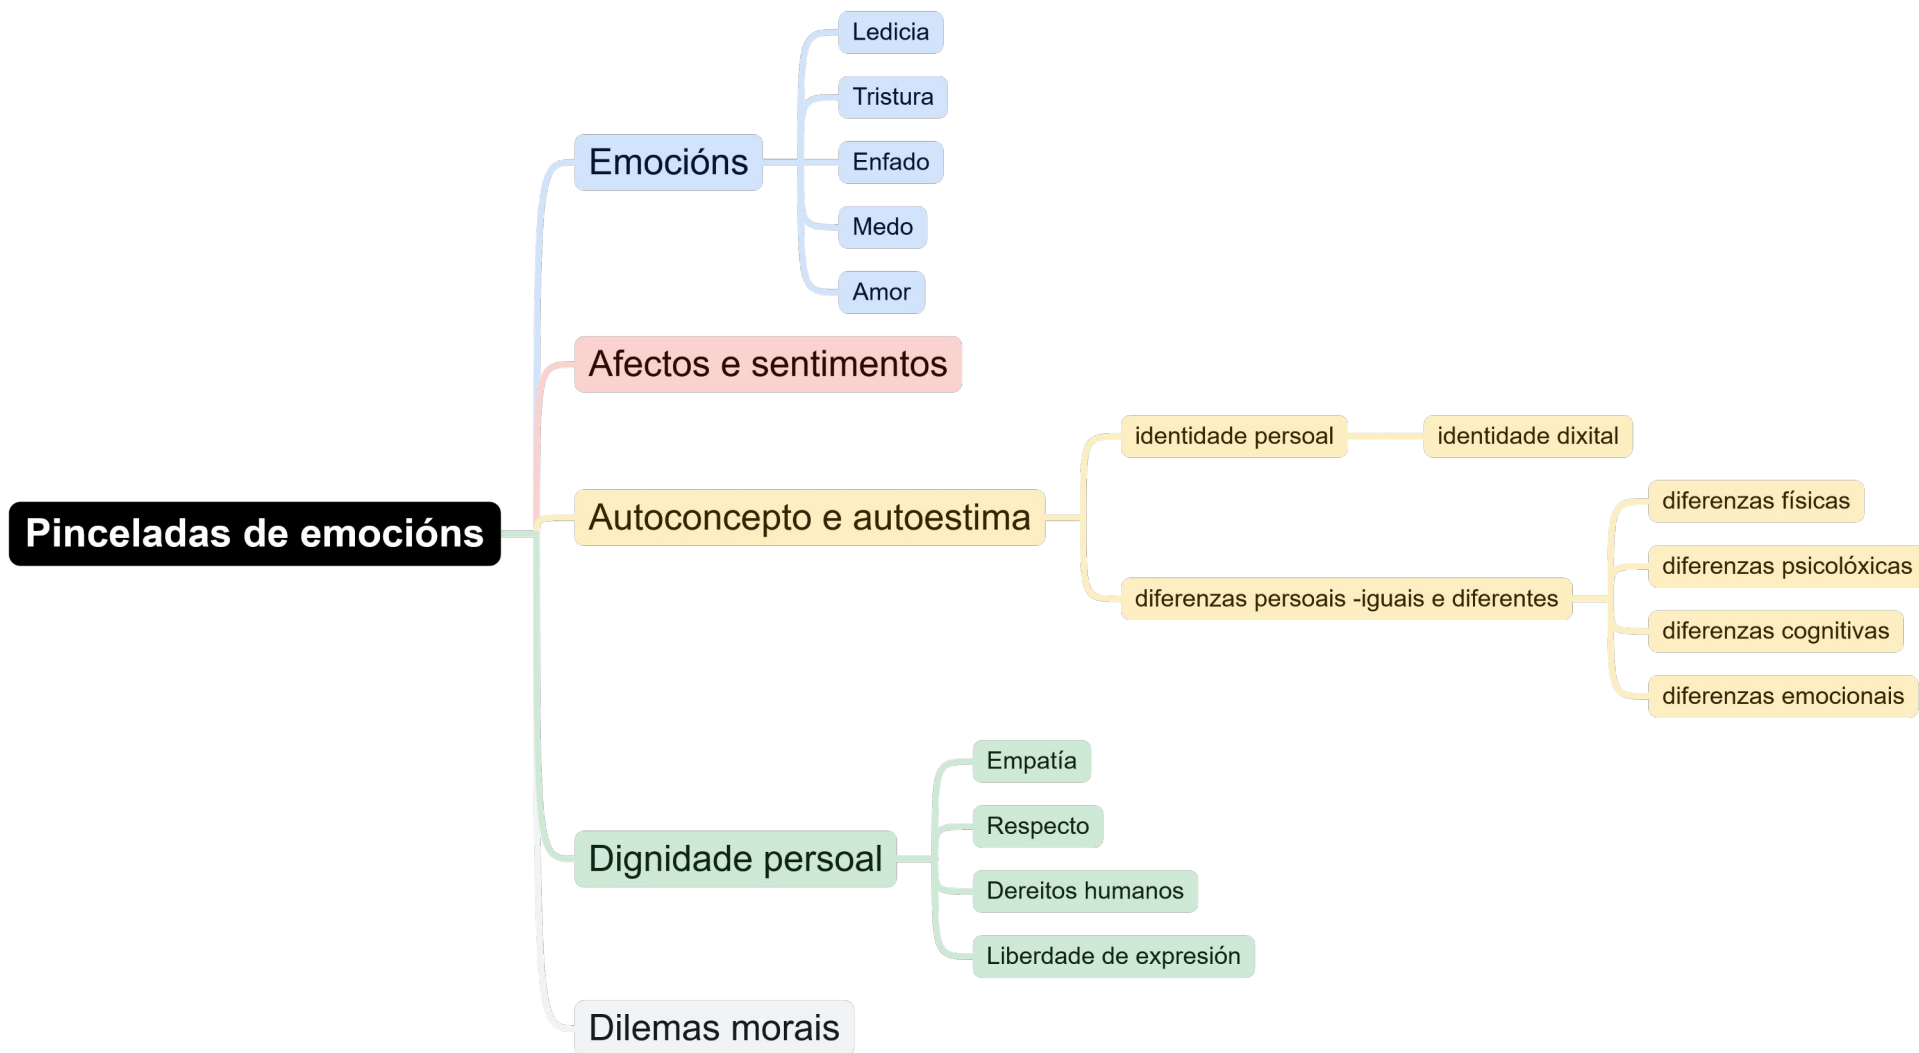 Pinceladas de emocións
Emocións
Ledicia
Tristura
Enfado
Medo
Amor
Afectos e sentimentos
Autoconcepto e autoestima
identidade persoal
identidade dixital
diferenzas persoais -iguais e diferentes
diferenzas físicas
diferenzas psicolóxicas
diferenzas cognitivas
diferenzas emocionais
Dignidade persoal
Empatía
Respecto
Dereitos humanos
Liberdade de expresión
Dilemas morais